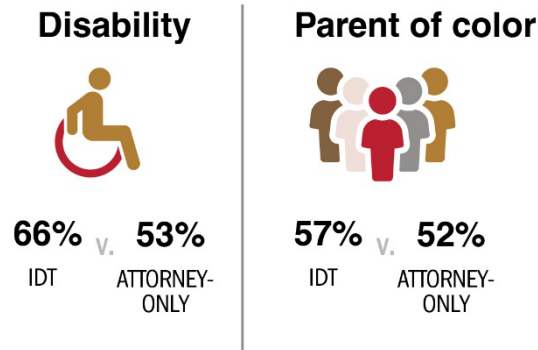 Disability
66% v. 53%
IDT ATTORNEY-
ONLY
Parent of color
57% v. 52%
IDT ATTORNEY-
ONLY